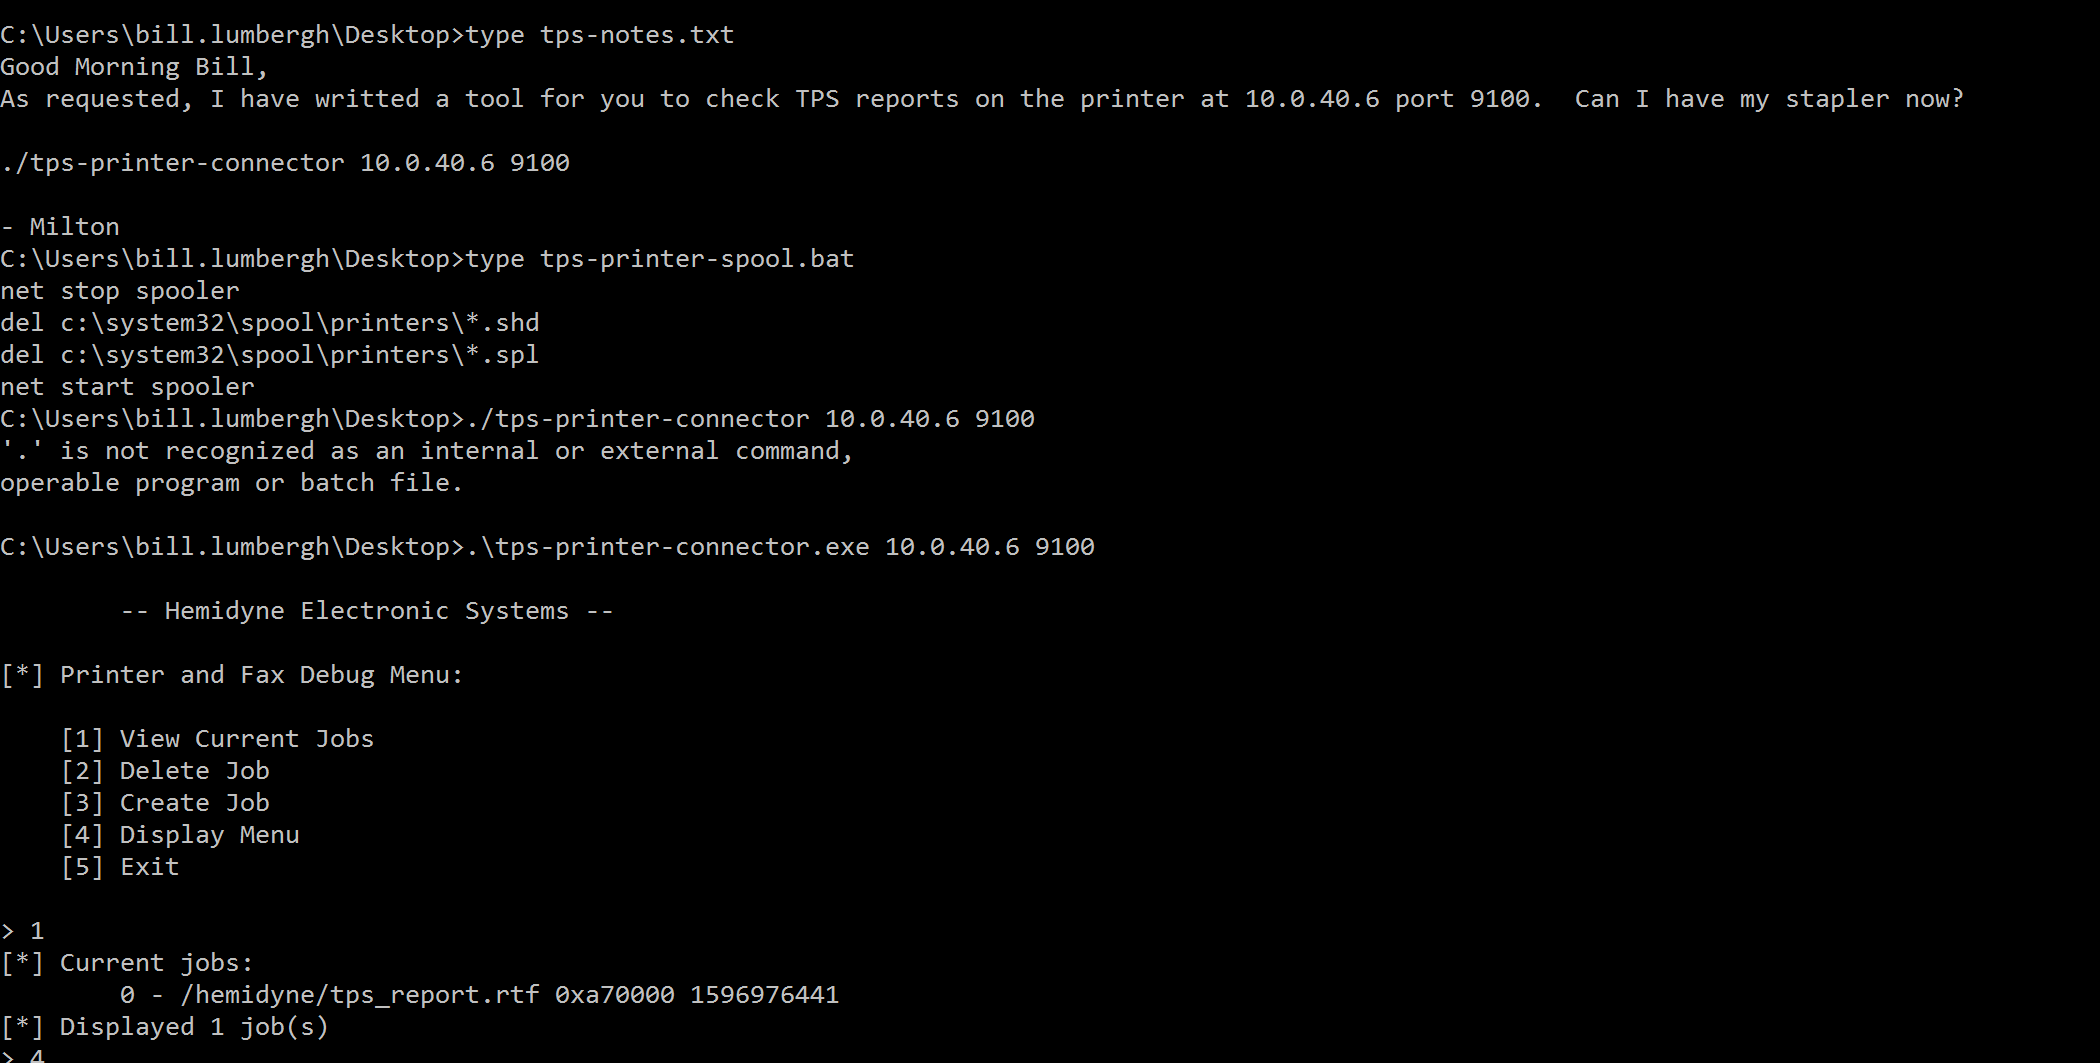 C:\Users\bill.lumbergh\Desktop>type tps-notes.txt
Good Morning Bill,
As requested, I have writted a tool for you to check TPS reports on the printer at 10.0.40.6 port 9100.  Can I have my stapler now?
./tps-printer-connector 10.0.40.6 9100
- Milton
C:\Users\bill.lumbergh\Desktop>type tps-printer-spool.bat
net stop spooler
del c:\system32\spool\printers\*.shd
del c:\system32\spool\printers\*.spl
net start spooler
C:\Users\bill.lumbergh\Desktop>./tps-printer-connector 10.0.40.6 9100
'.' is not recognized as an internal or external command,
operable program or batch file.
C:\Users\bill.lumbergh\Desktop>.\tps-printer-connector.exe 10.0.40.6 9100
-- Hemidyne Electronic Systems --
[*] Printer and Fax Debug Menu:
[1] View Current Jobs
[2] Delete Job
[3] Create Job
[4] Display Menu
[5] Exit
> 1
[*] Current jobs:
0 - /hemidyne/tps_report.rtf 0xa70000 1596976441
[*] Displayed 1 job(s)
> 4